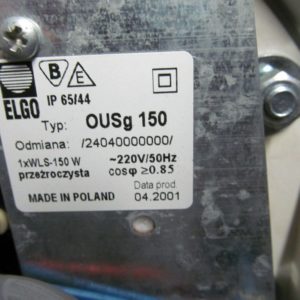 B E
ELGO IP 65/44
Typ: OUSg 150
Odmiana: /24040000000/
1xWLS-150 W ~220V/50Hz
przeźroczysta cosφ ≥0.85
Data prod.
MADE IN POLAND 04.2001